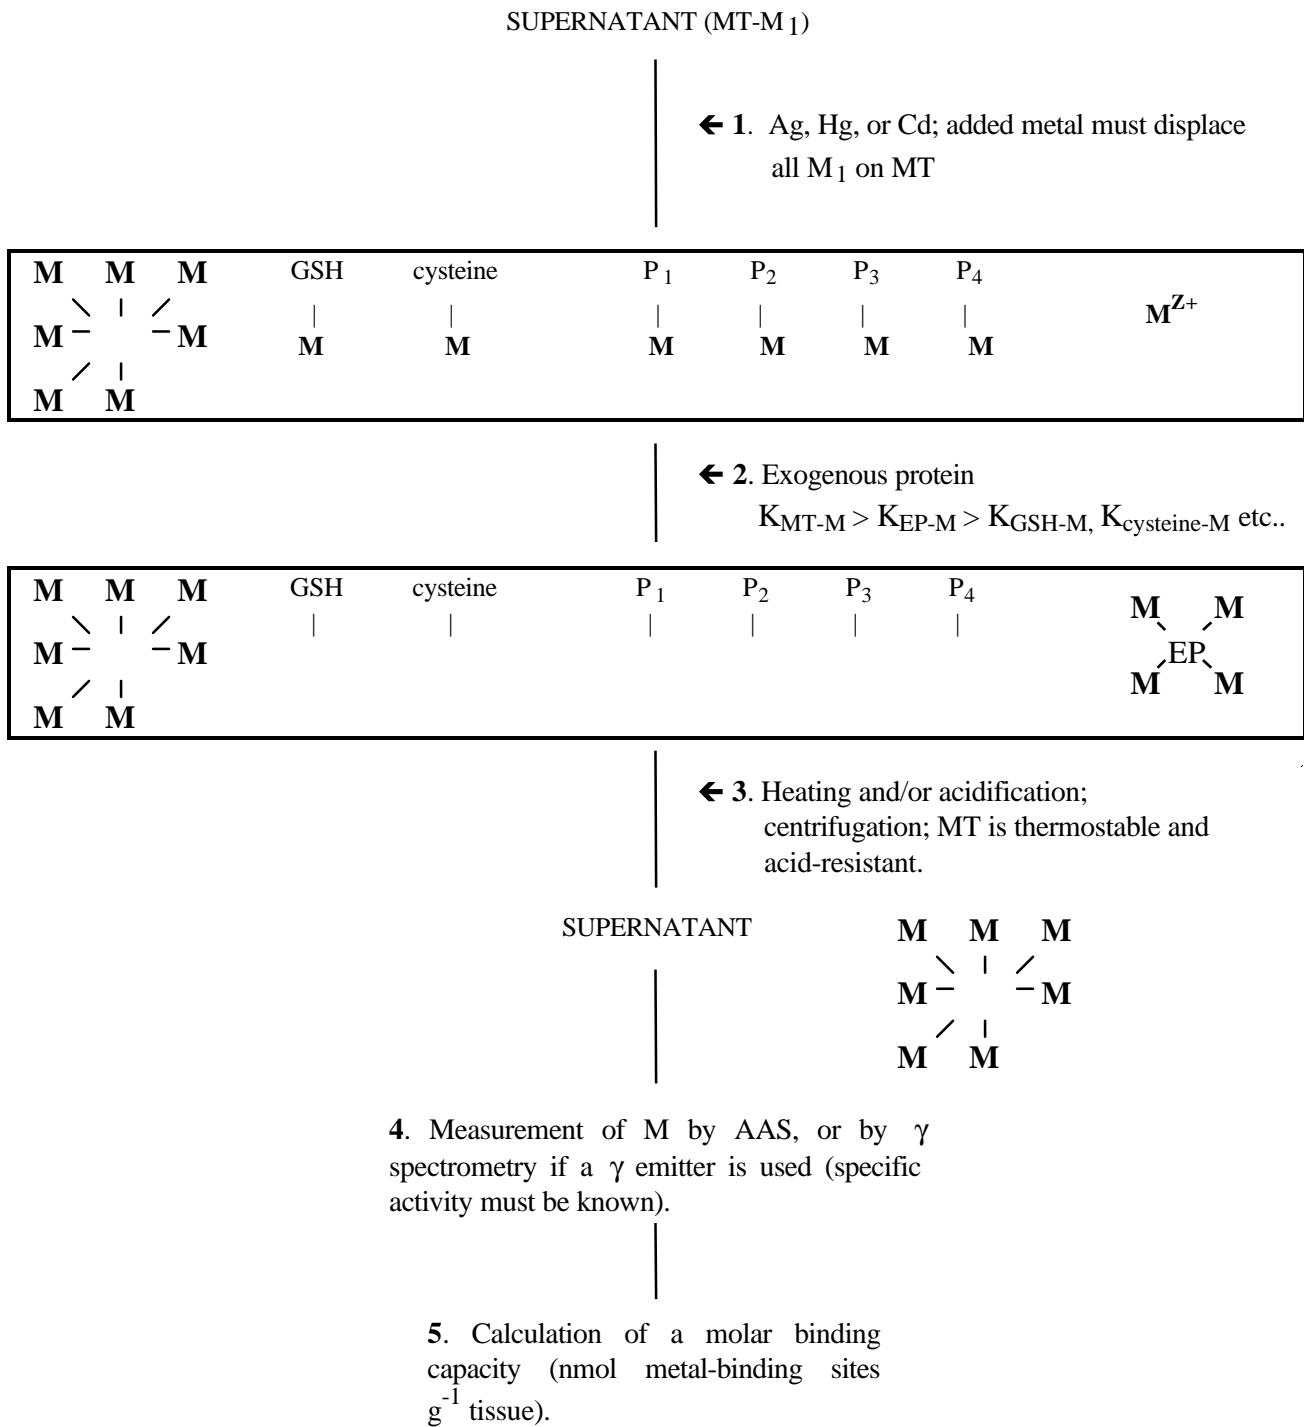 SUPERNATANT (MT-M1)
← 1. Ag, Hg, or Cd; added metal must displace
all M1 on MT
M M M GSH cysteine P1 P2 P3 P4
M M M M M M M M M^Z+
M M
← 2. Exogenous protein
KMT-M > KEP-M > KGSH-M, Kcysteine-M etc..
M M M GSH cysteine P1 P2 P3 P4
M M
M M
M M
EP
M M
← 3. Heating and/or acidification;
centrifugation; MT is thermostable and
acid-resistant.
SUPERNATANT
M M M
M M
M M
4. Measurement of M by AAS, or by γ
spectrometry if a γ emitter is used (specific
activity must be known).
5. Calculation of a molar binding
capacity (nmol metal-binding sites
g^-1 tissue).